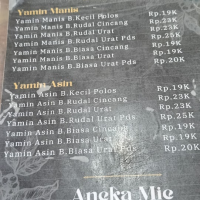 Yamin Manis
Yamin Manis B.Kecil Polos Rp.19K
Yamin Manis B.Rudal Cincang Rp.23K
Yamin Manis B.Rudal Urat Rp.23K
Yamin Manis B.Rudal Urat Pds Rp.25K
Yamin Manis B.Biasa Cincang Rp.19K
Yamin Manis B.Biasa Urat Rp.19K
Yamin Manis B.Biasa Urat Pds Rp.20K
Yamin Asin
Yamin Asin B.Kecil Polos Rp.19K
Yamin Asin B.Rudal Cincang Rp.23K
Yamin Asin B.Rudal Urat Rp.23K
Yamin Asin B.Rudal Urat Pds Rp.25K
Yamin Asin B.Biasa Cincang Rp.19K
Yamin Asin B.Biasa Urat Rp.19K
Yamin Asin B.Biasa Urat Pds Rp.20K
Aneka Mie